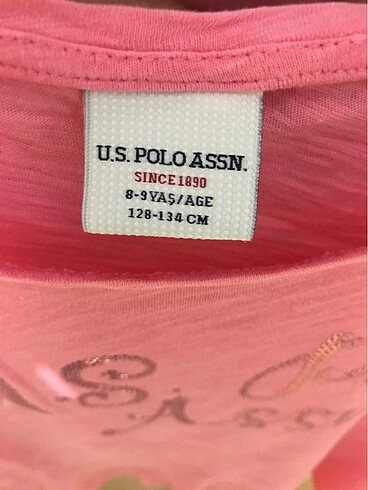 U.S. POLO ASSN.
SINCE 1890
8-9 YAŞ/AGE
128-134 CM